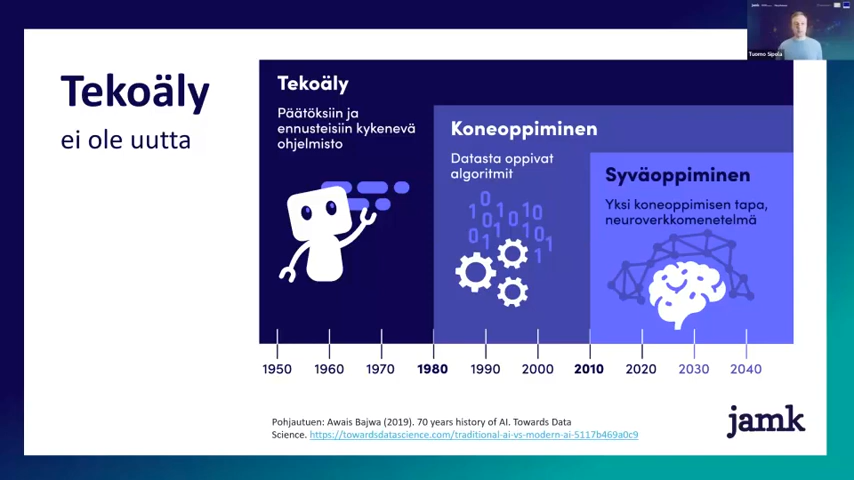 Tekoäly
ei ole uutta
Tekoäly
Päätöksiin ja
ennusteisiin kykenevä
ohjelmisto
Koneoppiminen
Datasta oppivat
algoritmit
Syväoppiminen
Yksi koneoppimisen tapa,
neuroverkkomenetelmä
1950 1960 1970 1980 1990 2000 2010 2020 2030 2040
Pohjautuen: Awais Bajwa (2019). 70 years history of AI. Towards Data
Science. https://towardsdatascience.com/traditional-ai-vs-modern-ai-5117b469a0c9
jamk
jamk
Tuomo Sipola